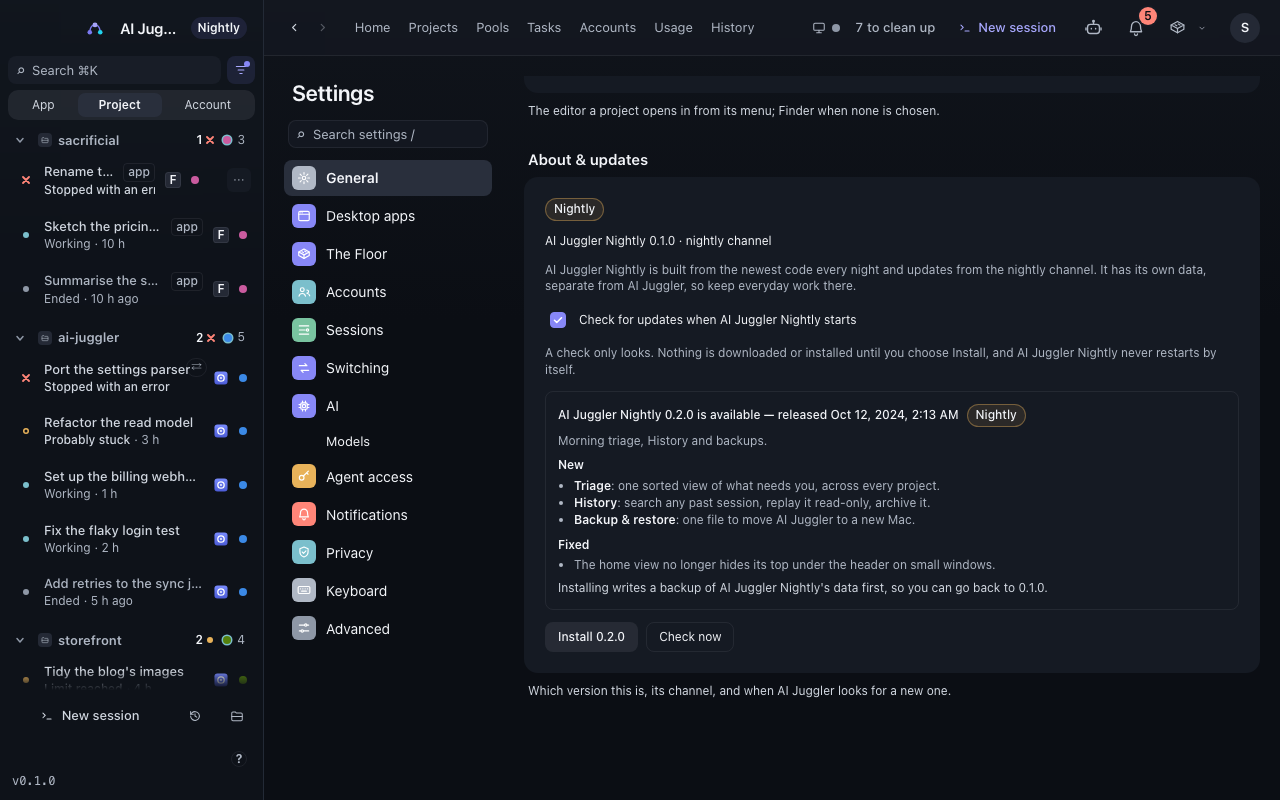 AI Jug... Nightly
Search ⌘K
App Project Account
sacrificial 1 3
Rename t... app F
Stopped with an err
Sketch the pricin... app F
Working · 10 h
Summarise the s... app F
Ended · 10 h ago
ai-juggler 2 5
Port the settings parser
Stopped with an error
Refactor the read model
Probably stuck · 3 h
Set up the billing webh...
Working · 1 h
Fix the flaky login test
Working · 2 h
Add retries to the sync j...
Ended · 5 h ago
storefront 2 4
Tidy the blog's images
New session
?
v0.1.0
Home Projects Pools Tasks Accounts Usage History 7 to clean up New session 5 S
Settings
Search settings /
General
Desktop apps
The Floor
Accounts
Sessions
Switching
AI
Models
Agent access
Notifications
Privacy
Keyboard
Advanced
The editor a project opens in from its menu; Finder when none is chosen.
About & updates
Nightly
AI Juggler Nightly 0.1.0 · nightly channel
AI Juggler Nightly is built from the newest code every night and updates from the nightly channel. It has its own data,
separate from AI Juggler, so keep everyday work there.
Check for updates when AI Juggler Nightly starts
A check only looks. Nothing is downloaded or installed until you choose Install, and AI Juggler Nightly never restarts by
itself.
AI Juggler Nightly 0.2.0 is available — released Oct 12, 2024, 2:13 AM Nightly
Morning triage, History and backups.
New
• Triage: one sorted view of what needs you, across every project.
• History: search any past session, replay it read-only, archive it.
• Backup & restore: one file to move AI Juggler to a new Mac.
Fixed
• The home view no longer hides its top under the header on small windows.
Installing writes a backup of AI Juggler Nightly's data first, so you can go back to 0.1.0.
Install 0.2.0 Check now
Which version this is, its channel, and when AI Juggler looks for a new one.